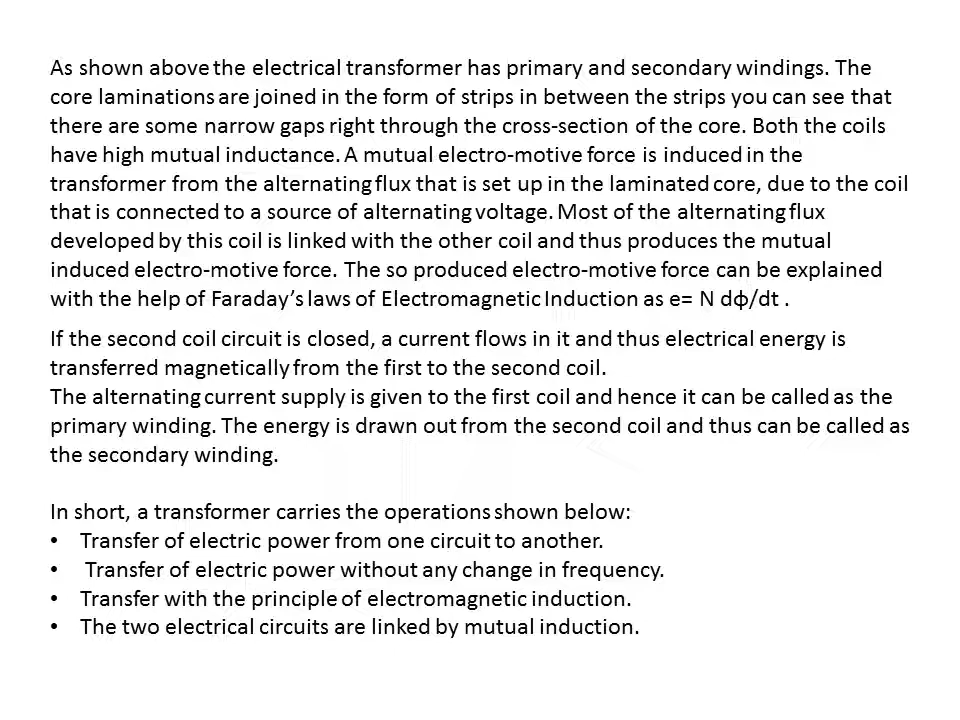 As shown above the electrical transformer has primary and secondary windings. The
core laminations are joined in the form of strips in between the strips you can see that
there are some narrow gaps right through the cross-section of the core. Both the coils
have high mutual inductance. A mutual electro-motive force is induced in the
transformer from the alternating flux that is set up in the laminated core, due to the coil
that is connected to a source of alternating voltage. Most of the alternating flux
developed by this coil is linked with the other coil and thus produces the mutual
induced electro-motive force. The so produced electro-motive force can be explained
with the help of Faraday’s laws of Electromagnetic Induction as e= N dφ/dt .
If the second coil circuit is closed, a current flows in it and thus electrical energy is
transferred magnetically from the first to the second coil.
The alternating current supply is given to the first coil and hence it can be called as the
primary winding. The energy is drawn out from the second coil and thus can be called as
the secondary winding.
In short, a transformer carries the operations shown below:
• Transfer of electric power from one circuit to another.
• Transfer of electric power without any change in frequency.
• Transfer with the principle of electromagnetic induction.
• The two electrical circuits are linked by mutual induction.